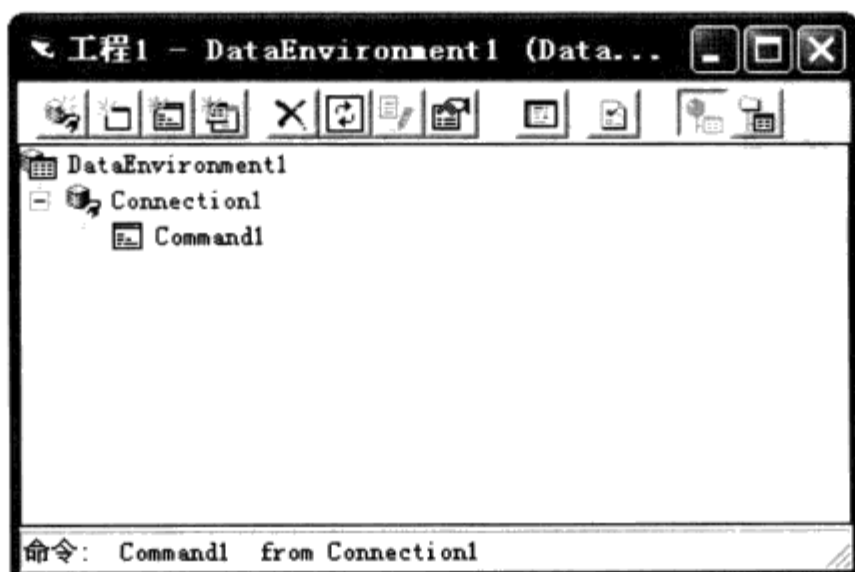 工程1 - DataEnvironment1 (Data...
DataEnvironment1
Connection1
Command1
命令: Command1 from Connection1